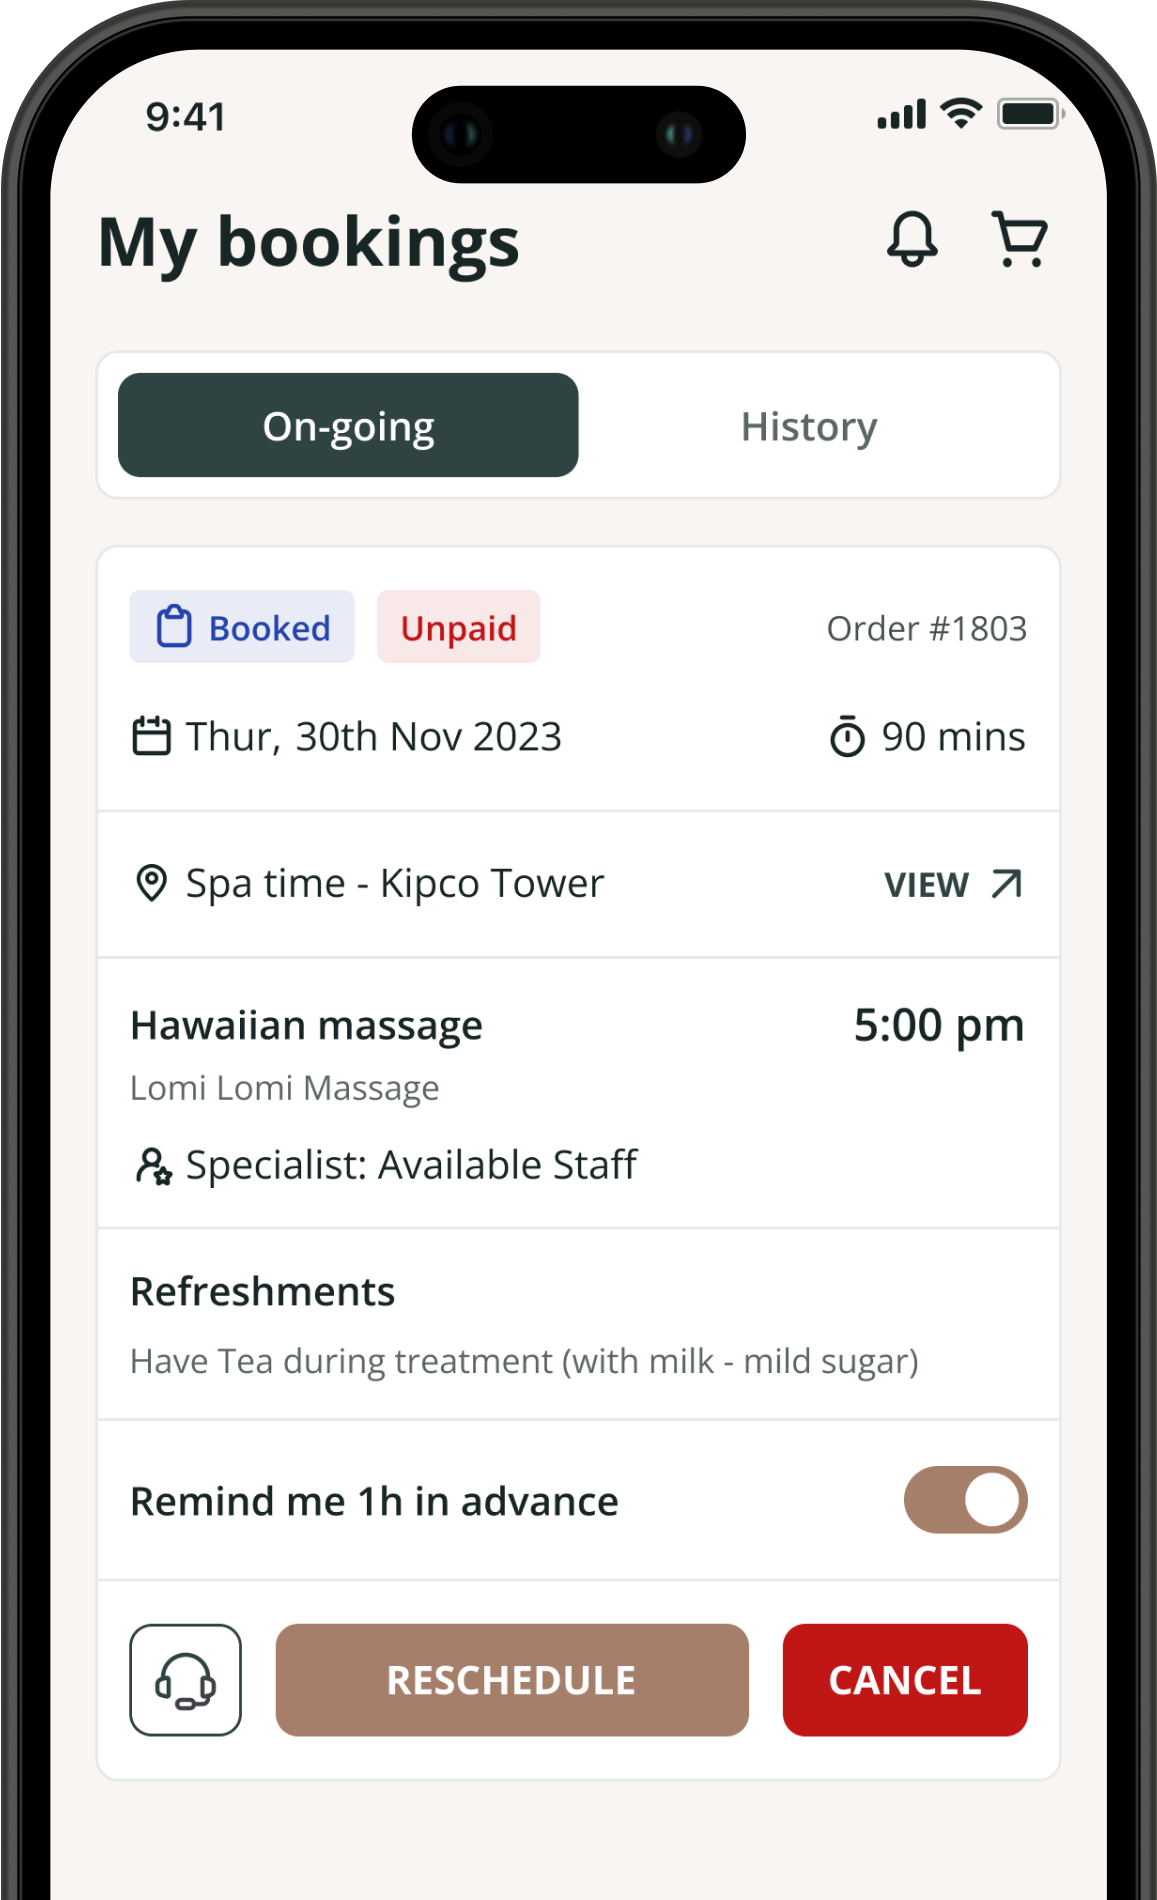 9:41
My bookings
On-going History
Booked Unpaid Order #1803
Thur, 30th Nov 2023 90 mins
Spa time - Kipco Tower VIEW
Hawaiian massage 5:00 pm
Lomi Lomi Massage
Specialist: Available Staff
Refreshments
Have Tea during treatment (with milk - mild sugar)
Remind me 1h in advance
RESCHEDULE CANCEL